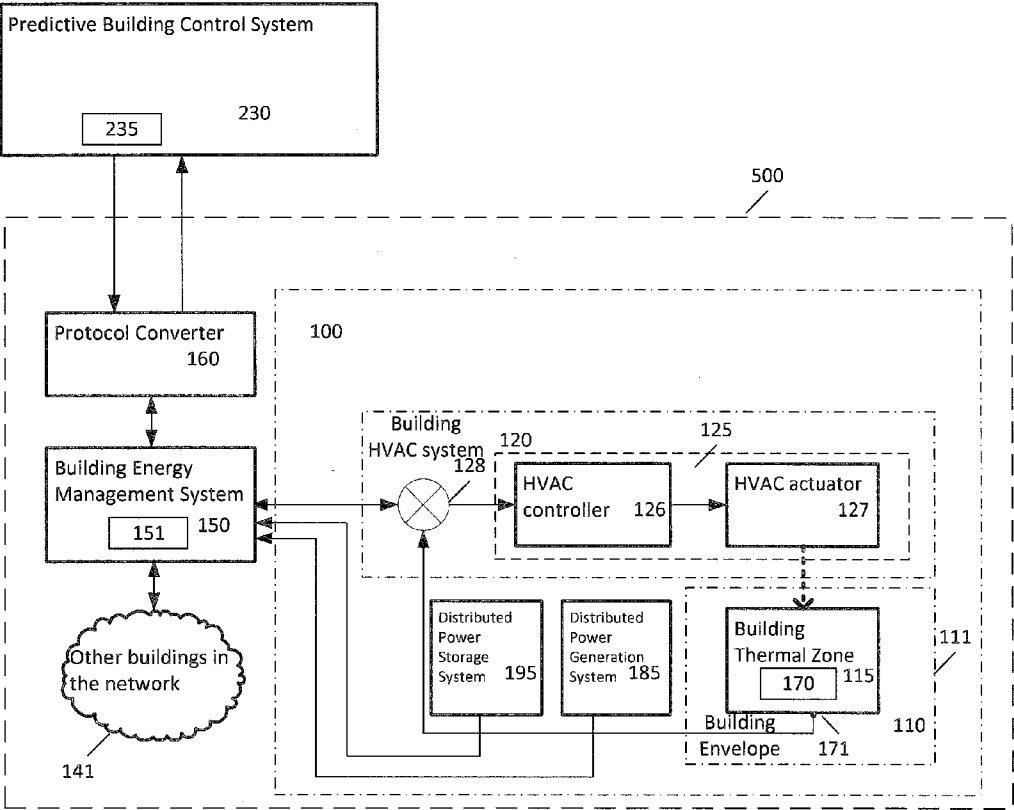 Predictive Building Control System
230
235
500
Protocol Converter
160
100
Building
HVAC system
120
125
128
HVAC
controller
126
HVAC actuator
127
Building Energy
Management System
151
150
Distributed
Power
Storage
System
195
Distributed
Power
Generation
System
185
Building
Thermal Zone
170
115
111
Other buildings in
the network
141
Building
Envelope
171
110